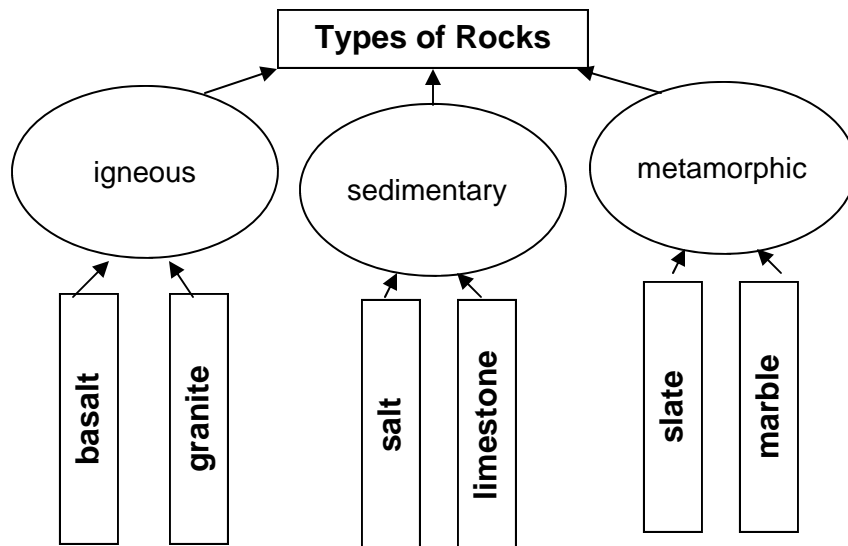 Types of Rocks
igneous
sedimentary
metamorphic
basalt
granite
salt
limestone
slate
marble